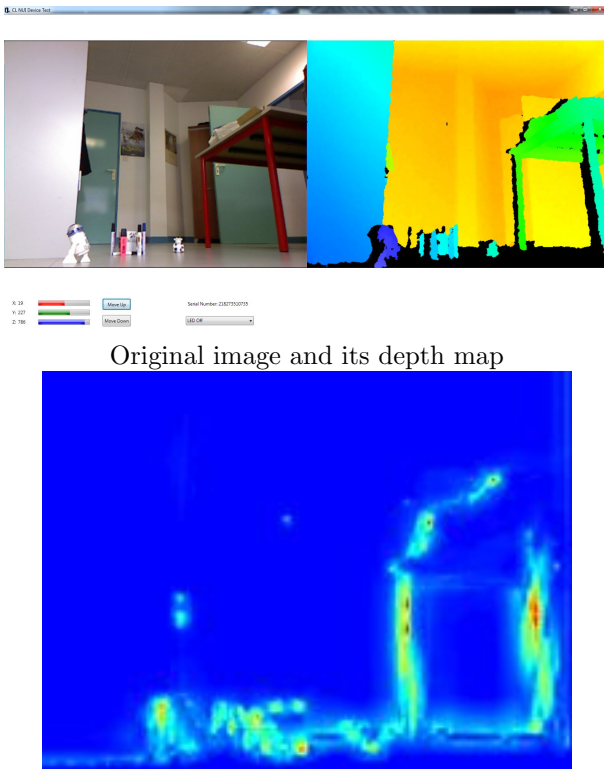 CL NUI Device Test
X: 19
Y: 227
Z: 786
Move Up
Move Down
Serial Number: 218273510735
LED Off
Original image and its depth map